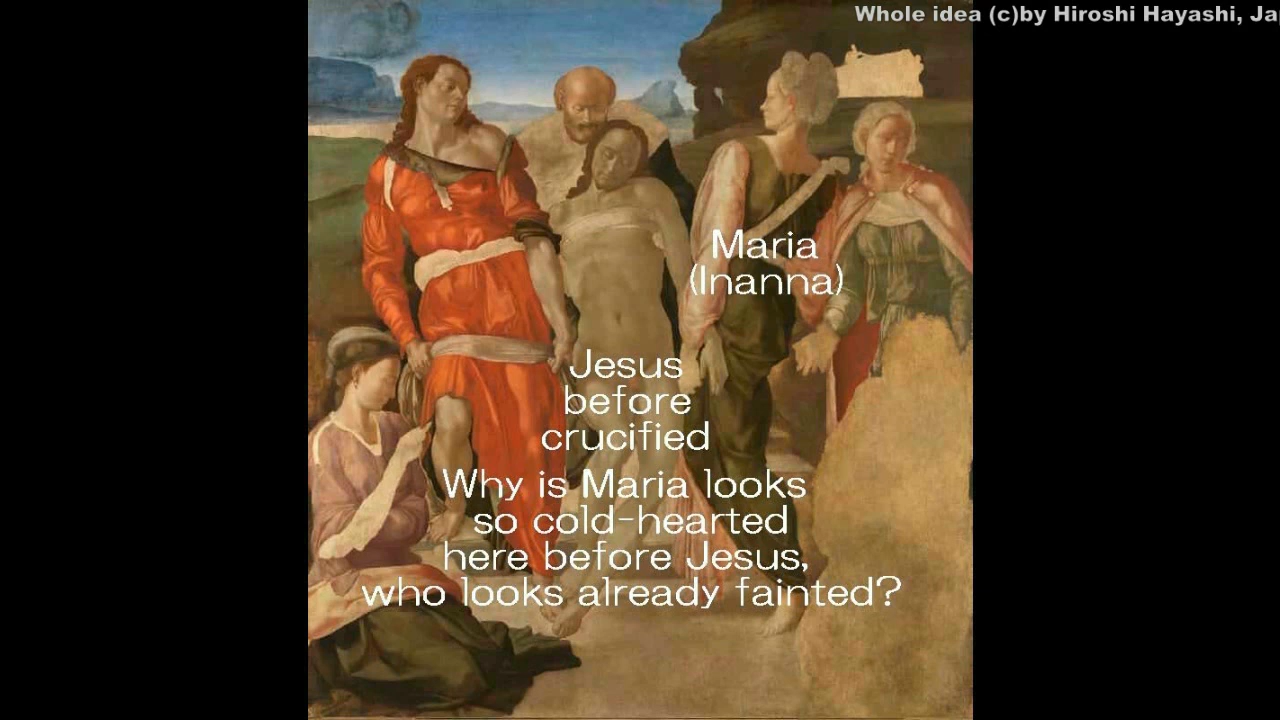 Whole idea (c)by Hiroshi Hayashi, Ja
Maria
(Inanna)
Jesus
before
crucified
Why is Maria looks
so cold-hearted
here before Jesus,
who looks already fainted?